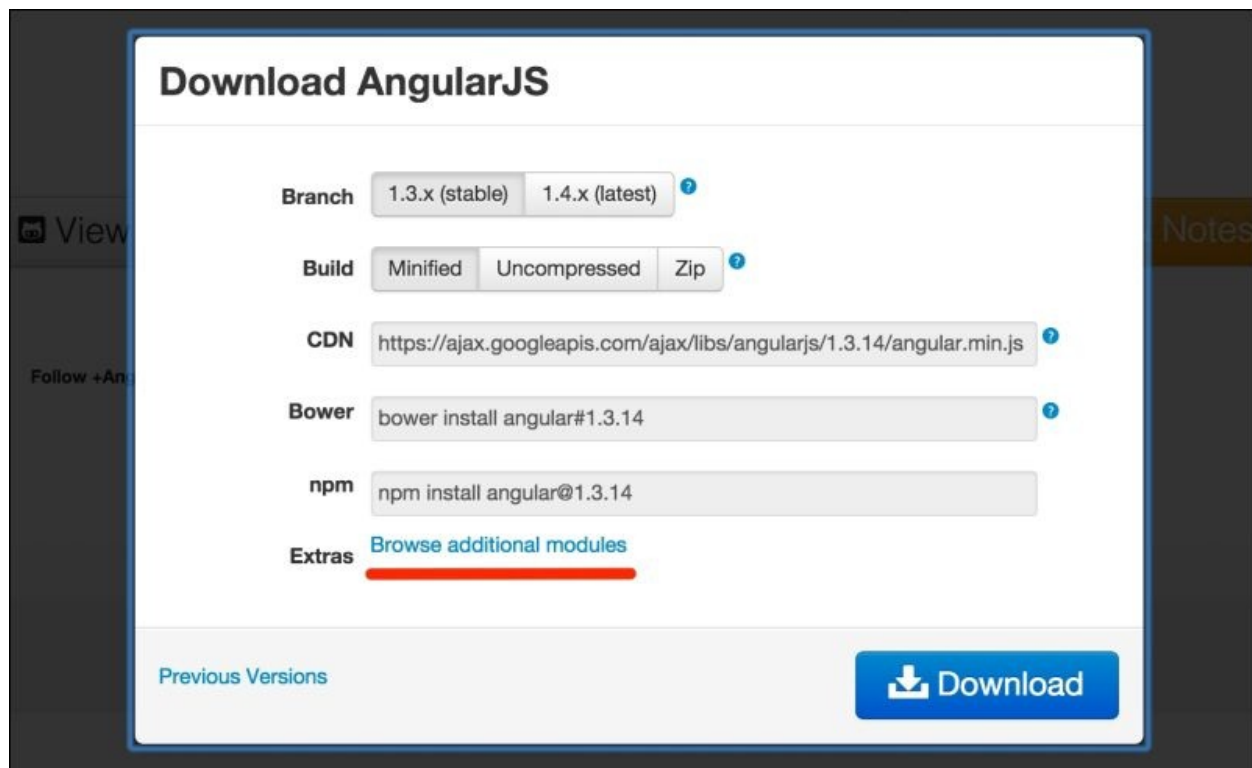 Download AngularJS
Branch 1.3.x (stable) 1.4.x (latest) ?
View
Notes
Build Minified Uncompressed Zip ?
CDN https://ajax.googleapis.com/ajax/libs/angularjs/1.3.14/angular.min.js ?
Follow +Ang
Bower bower install angular#1.3.14 ?
npm npm install angular@1.3.14
Extras Browse additional modules
Previous Versions
Download